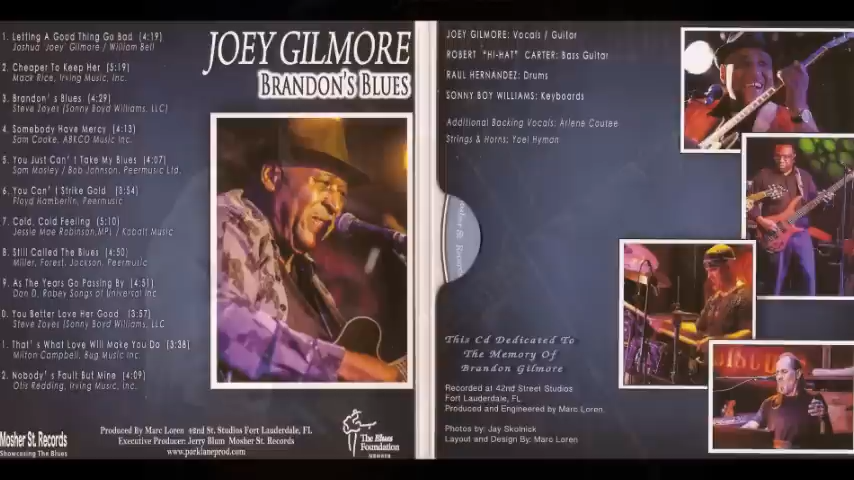 1. Letting A Good Thing Go Bad (4:19)
Joshua 'Joey' Gilmore / William Bell
2. Cheaper To Keep Her (5:19)
Mack Rice, Irving Music, Inc.
3. Brandon's Blues (4:29)
Steve Zoyes (Sonny Boyd Williams, LLC)
4. Somebody Have Mercy (4:13)
Sam Cooke, ABKCO Music Inc.
5. You Just Can't Take My Blues (4:07)
Sam Mosley / Bob Johnson, Peermusic Ltd.
6. You Can't Strike Gold (3:54)
Floyd Hamberlin, Peermusic
7. Cold, Cold Feeling (5:10)
Jessie Mae Robinson, MPL / Kobalt Music
8. Still Called The Blues (4:50)
Miller, Forest, Jackson, Peermusic
9. As The Years Go Passing By (4:51)
Don D. Robey Songs of Universal Inc
0. You Better Love Her Good (3:57)
Steve Zoyes (Sonny Boyd Williams, LLC
1. That's What Love Will Make You Do (3:38)
Milton Campbell, Bug Music Inc.
2. Nobody's Fault But Mine (4:09)
Otis Redding, Irving Music, Inc.
Mosher St. Records
Showcasing The Blues
JOEY GILMORE
BRANDON'S BLUES
Produced By Marc Loren 42nd St. Studios Fort Lauderdale, FL
Executive Producer: Jerry Blum Mosher St. Records
www.parklaneprod.com
The Blues
Foundation
JOEY GILMORE: Vocals / Guitar
ROBERT "HI-HAT" CARTER: Bass Guitar
RAUL HERNANDEZ: Drums
SONNY BOY WILLIAMS: Keyboards
Additional Backing Vocals: Arlene Coutee
Strings & Horns: Yoel Hyman
This Cd Dedicated To
The Memory Of
Brandon Gilmore
Recorded at 42nd Street Studios
Fort Lauderdale, FL
Produced and Engineered by Marc Loren.
Photos by: Jay Skolnick
Layout and Design By: Marc Loren